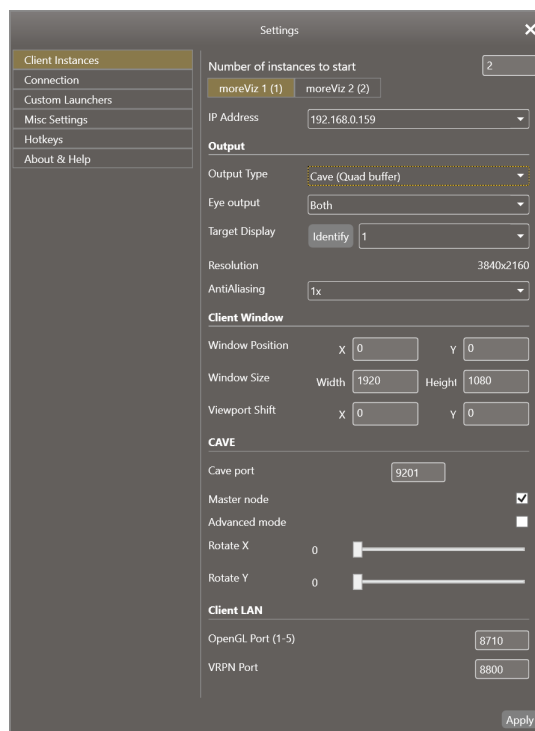 Settings
Client Instances
Connection
Custom Launchers
Misc Settings
Hotkeys
About & Help
Number of instances to start 2
moreViz 1 (1) moreViz 2 (2)
IP Address 192.168.0.159
Output
Output Type Cave (Quad buffer)
Eye output Both
Target Display Identify 1
Resolution 3840x2160
AntiAliasing 1x
Client Window
Window Position X 0 Y 0
Window Size Width 1920 Height 1080
Viewport Shift X 0 Y 0
CAVE
Cave port 9201
Master node
Advanced mode
Rotate X 0
Rotate Y 0
Client LAN
OpenGL Port (1-5) 8710
VRPN Port 8800
Apply